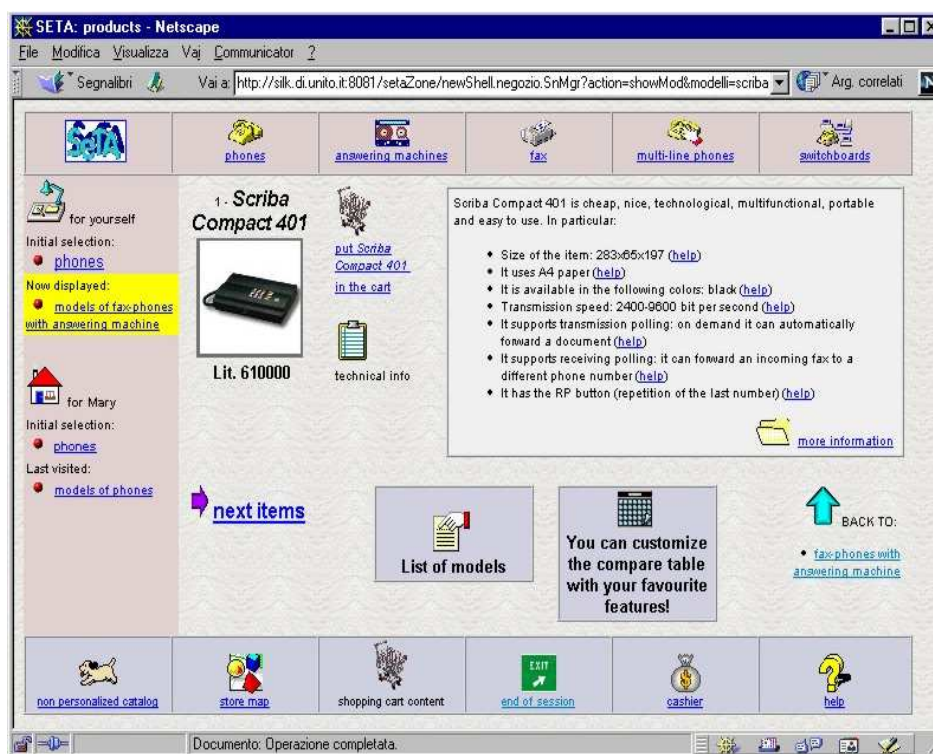 SETA: products - Netscape
File Modifica Visualizza Vai Communicator ?
Segnalibri Vai a: http://silk.di.unito.it:8081/setaZone/newShell.negozio.SnMgr?action=showMod&modelli=scriba Arg. correlati N
SeTA
phones
answering machines
fax
multi-line phones
switchboards
for yourself
Initial selection:
phones
Now displayed:
models of fax-phones
with answering machine
for Mary
Initial selection:
phones
Last visited:
models of phones
1 - Scriba
Compact 401
Lit. 610000
put Scriba
Compact 401
in the cart
technical info
Scriba Compact 401 is cheap, nice, technological, multifunctional, portable
and easy to use. In particular:
Size of the item: 283x65x197 (help)
It uses A4 paper (help)
It is available in the following colors: black (help)
Transmission speed: 2400-9600 bit per second (help)
It supports transmission polling: on demand it can automatically
forward a document (help)
It supports receiving polling: it can forward an incoming fax to a
different phone number (help)
It has the RP button (repetition of the last number) (help)
more information
next items
List of models
You can customize
the compare table
with your favourite
features!
BACK TO:
fax-phones with
answering machine
non personalized catalog
store map
shopping cart content
EXIT
end of session
$
cashier
help
Documento: Operazione completata.